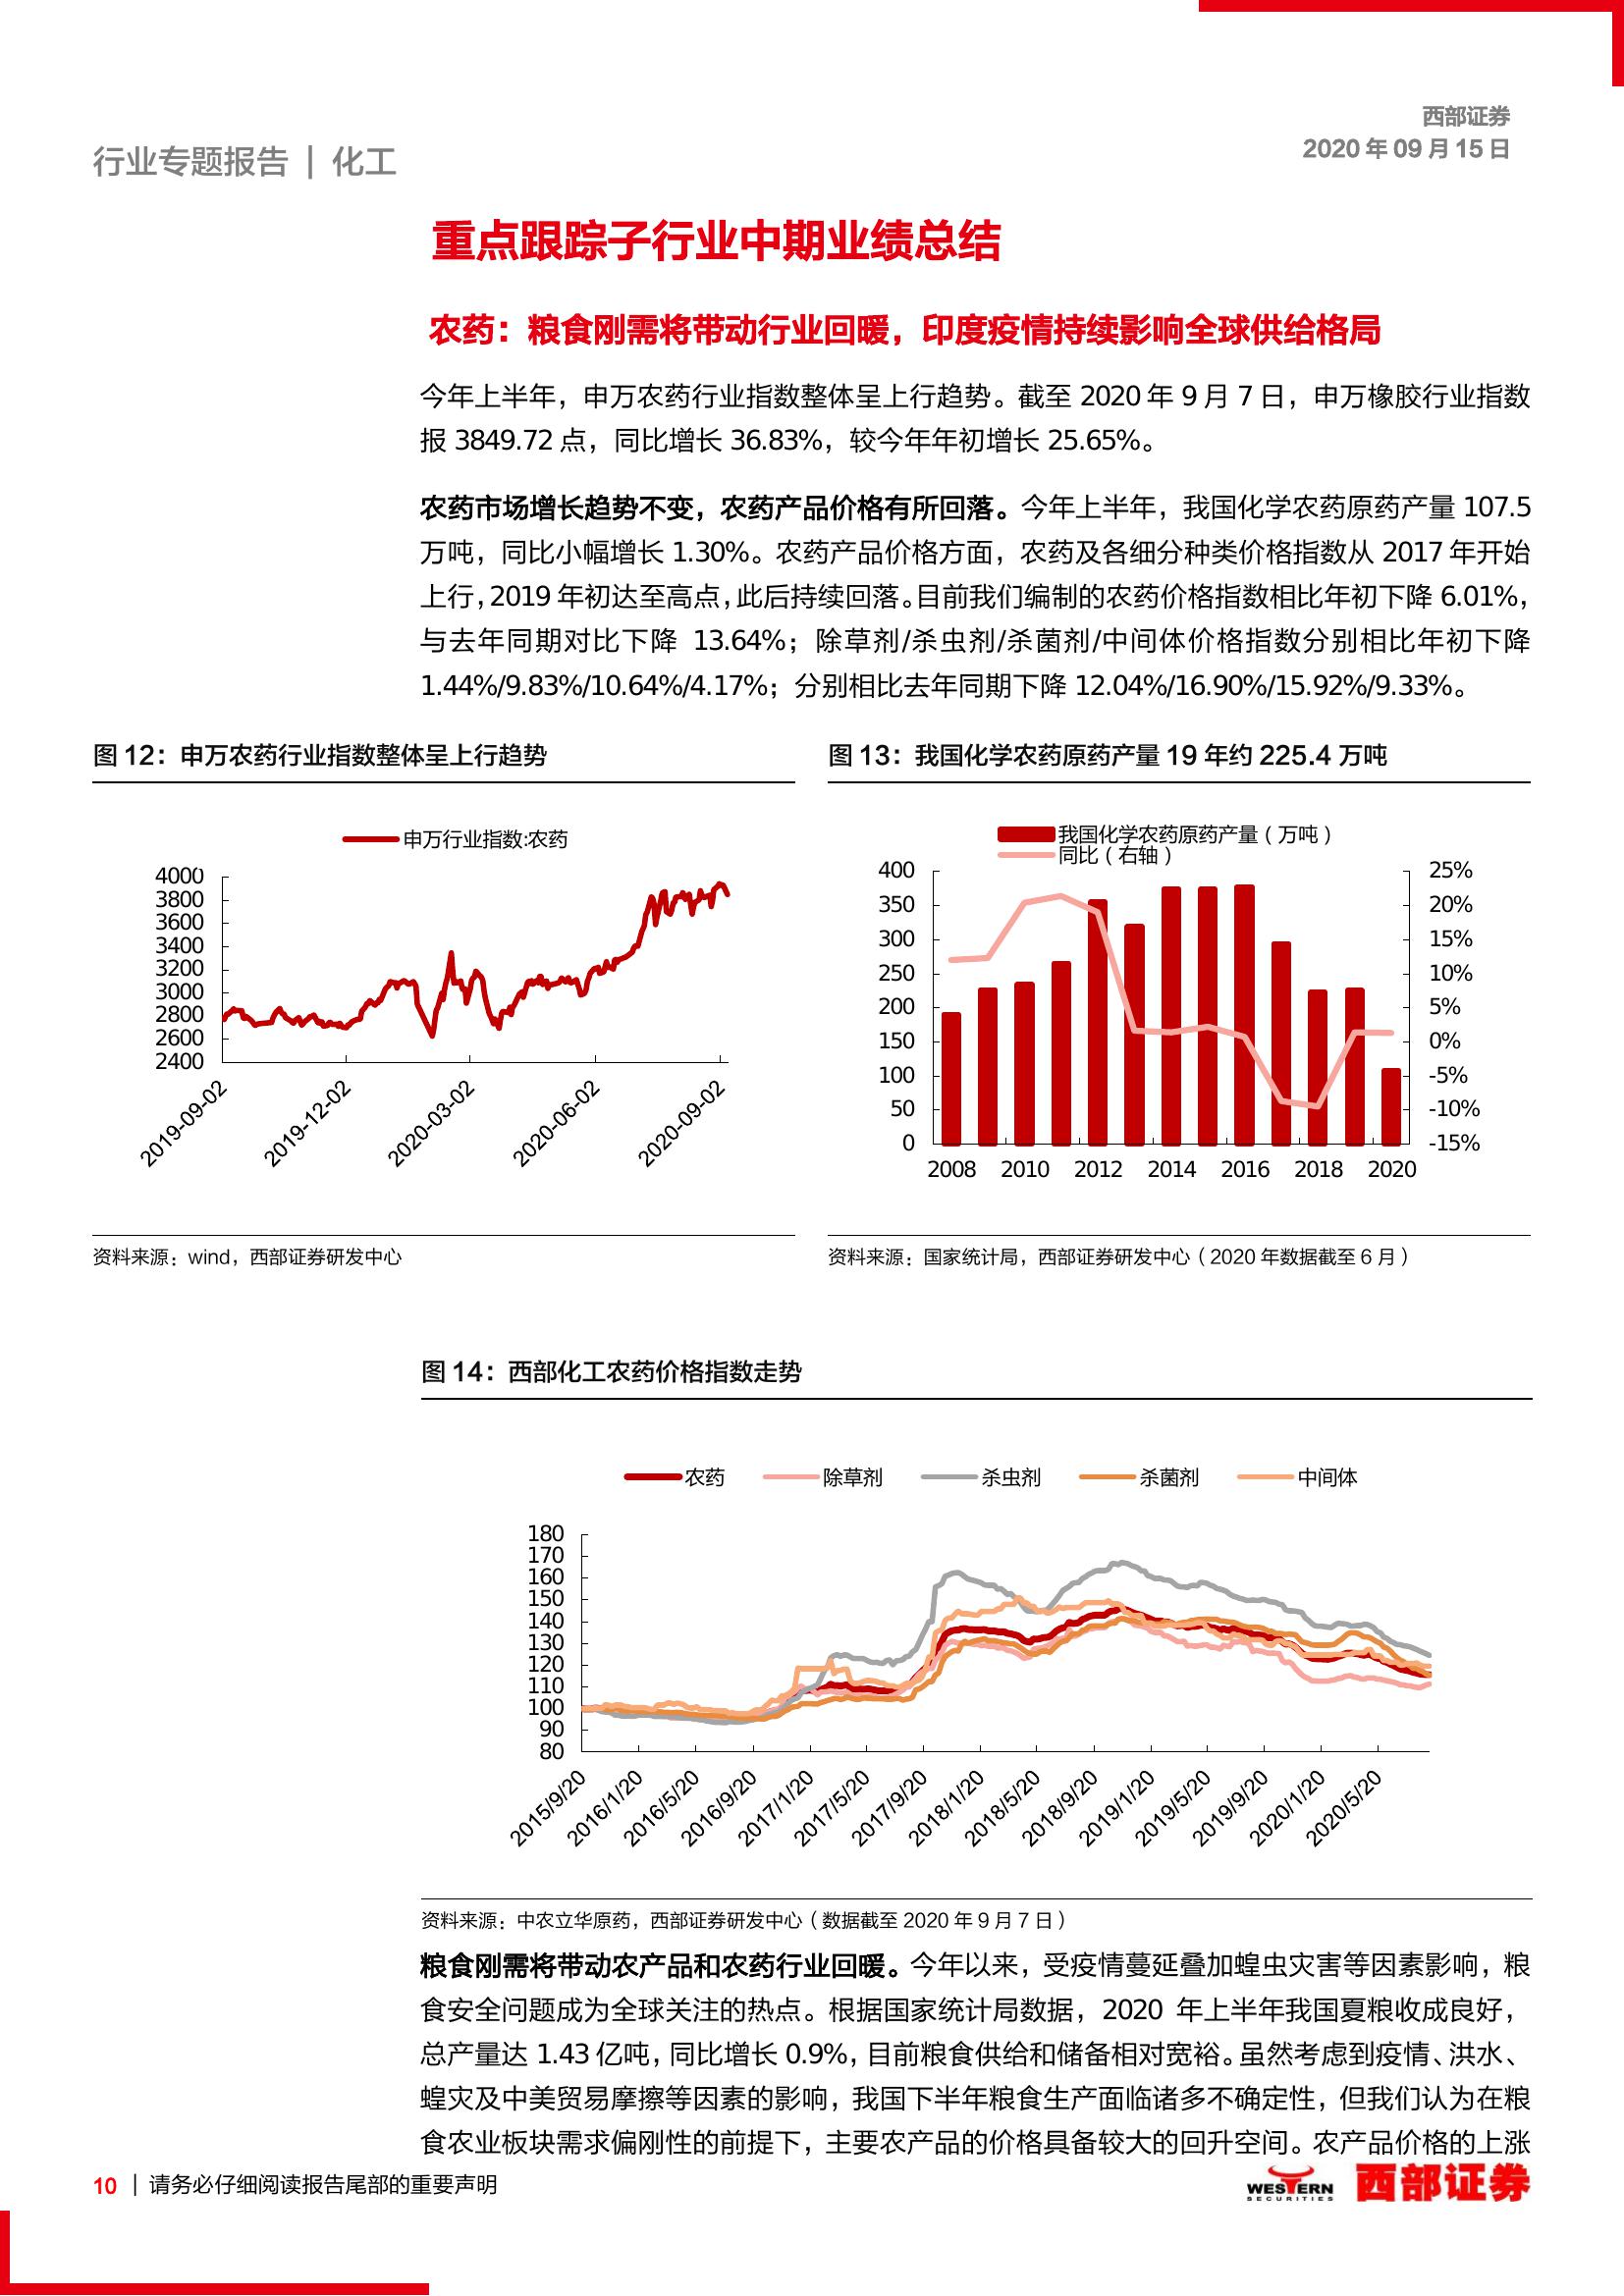 西部证券
2020 年 09 月 15 日
行业专题报告 | 化工
重点跟踪子行业中期业绩总结
农药：粮食刚需将带动行业回暖，印度疫情持续影响全球供给格局
今年上半年，申万农药行业指数整体呈上行趋势。截至 2020 年 9 月 7 日，申万橡胶行业指数
报 3849.72 点，同比增长 36.83%，较今年年初增长 25.65%。
农药市场增长趋势不变，农药产品价格有所回落。今年上半年，我国化学农药原药产量 107.5
万吨，同比小幅增长 1.30%。农药产品价格方面，农药及各细分种类价格指数从 2017 年开始
上行，2019 年初达至高点，此后持续回落。目前我们编制的农药价格指数相比年初下降 6.01%，
与去年同期对比下降 13.64%；除草剂/杀虫剂/杀菌剂/中间体价格指数分别相比年初下降
1.44%/9.83%/10.64%/4.17%；分别相比去年同期下降 12.04%/16.90%/15.92%/9.33%。
图 12：申万农药行业指数整体呈上行趋势
申万行业指数:农药
4000
3800
3600
3400
3200
3000
2800
2600
2400
2019-09-02
2019-12-02
2020-03-02
2020-06-02
2020-09-02
资料来源：wind，西部证券研发中心
图 13：我国化学农药原药产量 19 年约 225.4 万吨
我国化学农药原药产量（万吨）
同比（右轴）
400
350
300
250
200
150
100
50
0
25%
20%
15%
10%
5%
0%
-5%
-10%
-15%
2008 2010 2012 2014 2016 2018 2020
资料来源：国家统计局，西部证券研发中心（2020 年数据截至 6 月）
图 14：西部化工农药价格指数走势
农药 除草剂 杀虫剂 杀菌剂 中间体
180
170
160
150
140
130
120
110
100
90
80
2015/9/20
2016/1/20
2016/5/20
2016/9/20
2017/1/20
2017/5/20
2017/9/20
2018/1/20
2018/5/20
2018/9/20
2019/1/20
2019/5/20
2019/9/20
2020/1/20
2020/5/20
资料来源：中农立华原药，西部证券研发中心（数据截至 2020 年 9 月 7 日）
粮食刚需将带动农产品和农药行业回暖。今年以来，受疫情蔓延叠加蝗虫灾害等因素影响，粮
食安全问题成为全球关注的热点。根据国家统计局数据，2020 年上半年我国夏粮收成良好，
总产量达 1.43 亿吨，同比增长 0.9%，目前粮食供给和储备相对宽裕。虽然考虑到疫情、洪水、
蝗灾及中美贸易摩擦等因素的影响，我国下半年粮食生产面临诸多不确定性，但我们认为在粮
食农业板块需求偏刚性的前提下，主要农产品的价格具备较大的回升空间。农产品价格的上涨
10 | 请务必仔细阅读报告尾部的重要声明
WESTERN
SECURITIES
西部证券